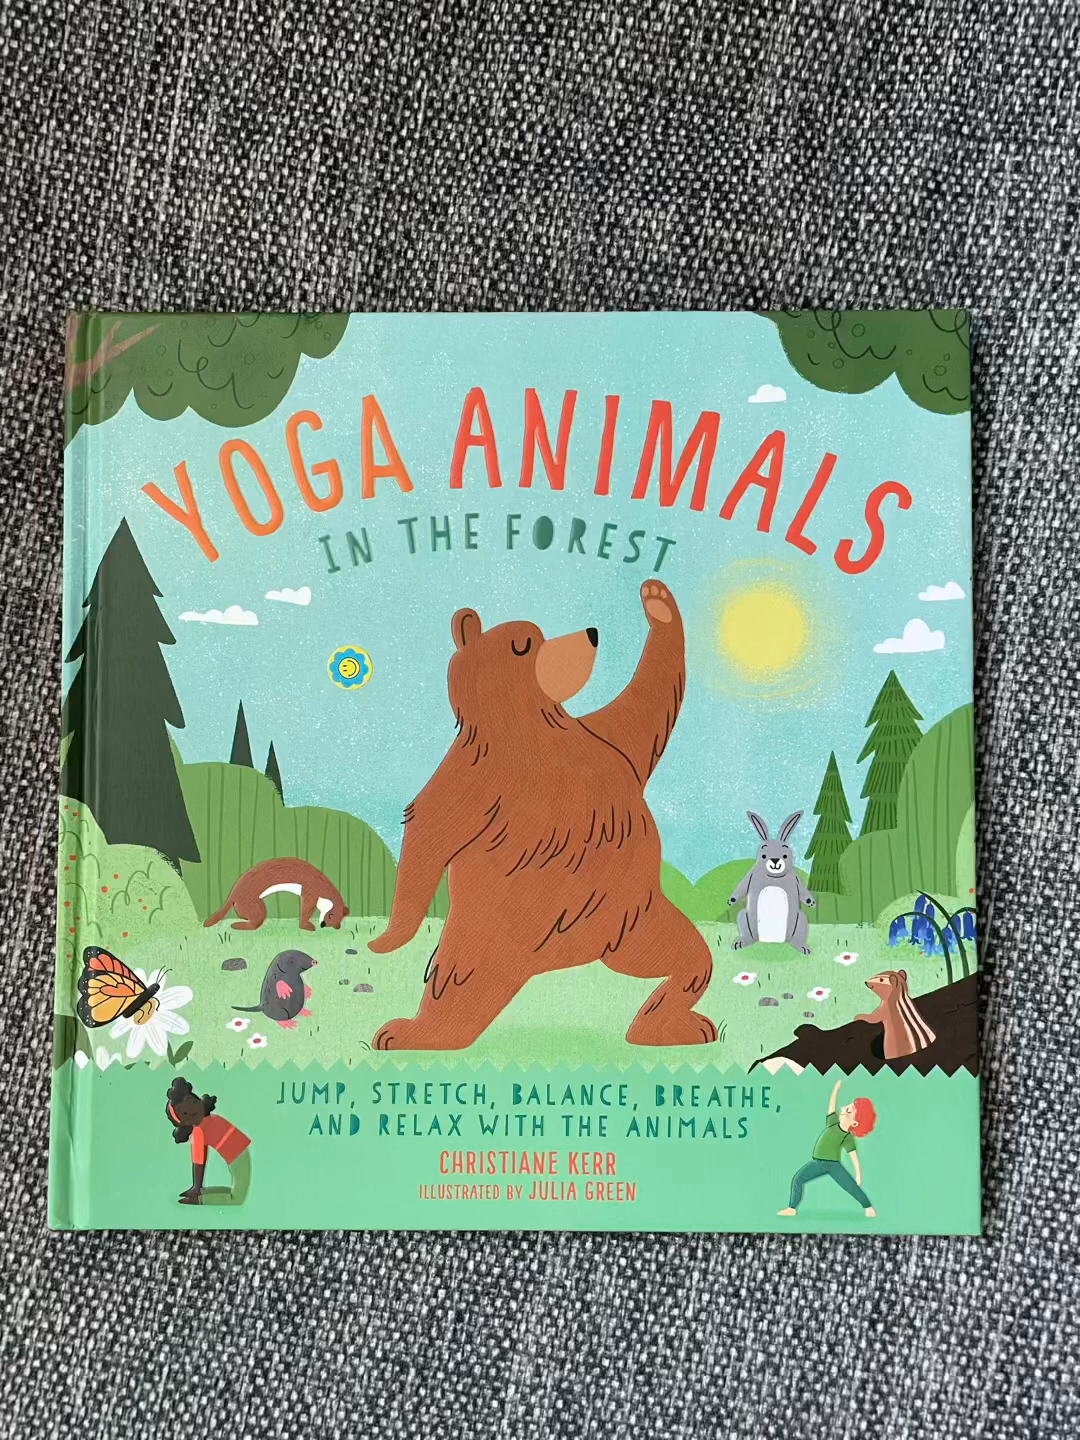 YOGA ANIMALS
IN THE FOREST
JUMP, STRETCH, BALANCE, BREATHE,
AND RELAX WITH THE ANIMALS
CHRISTIANE KERR
ILLUSTRATED BY JULIA GREEN